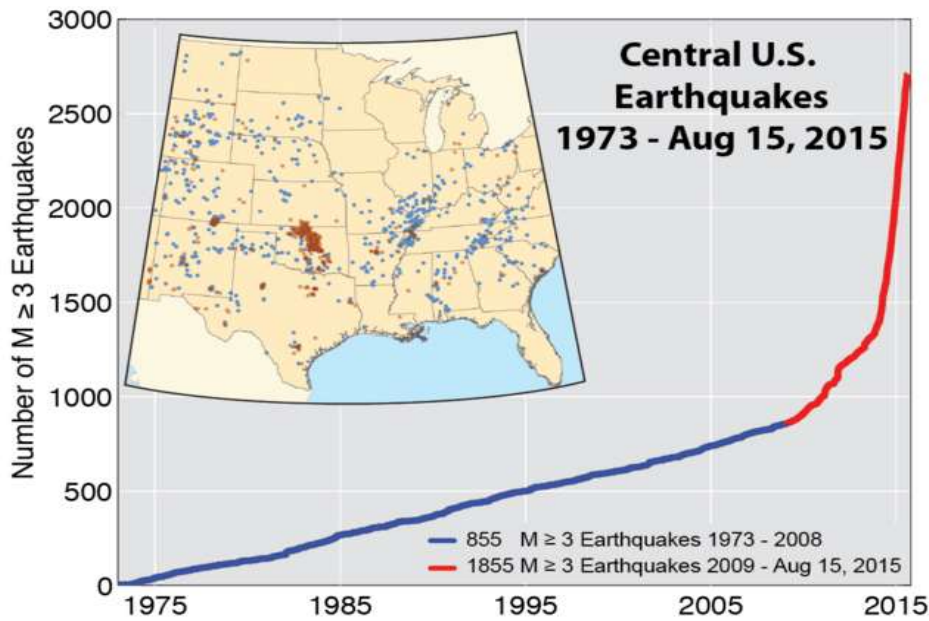 Central U.S.
Earthquakes
1973 - Aug 15, 2015
Number of M ≥ 3 Earthquakes
3000
2500
2000
1500
1000
500
0
855 M ≥ 3 Earthquakes 1973 - 2008
1855 M ≥ 3 Earthquakes 2009 - Aug 15, 2015
1975 1985 1995 2005 2015